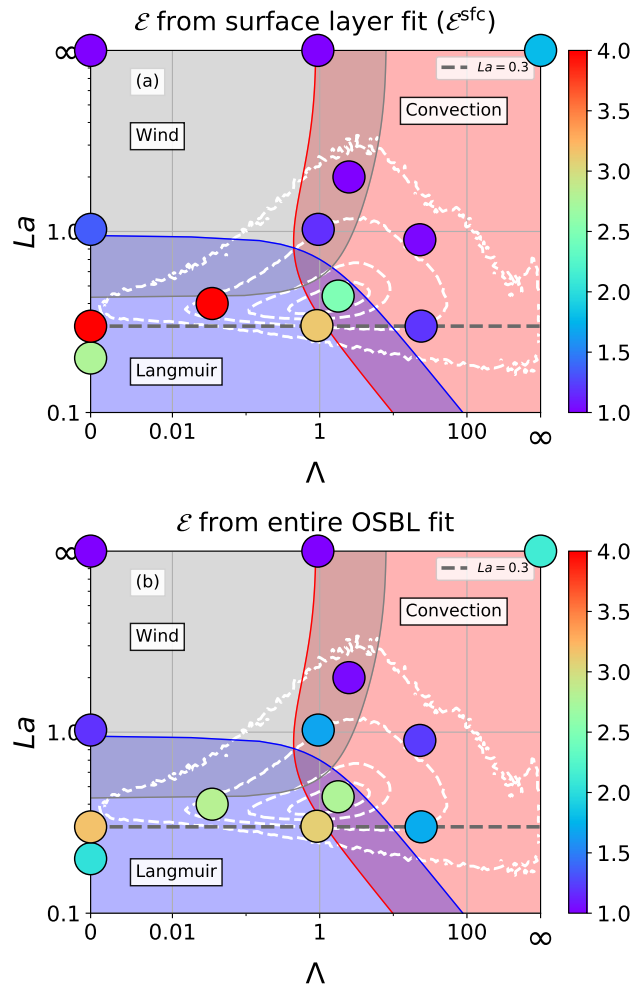 ℰ from surface layer fit (ℰ^sfc)
∞
(a)
La = 0.3
Convection
Wind
La
1.0
Langmuir
0.1
0
0.01
1
100
∞
Λ
4.0
3.5
3.0
2.5
2.0
1.5
1.0
ℰ from entire OSBL fit
∞
(b)
La = 0.3
Convection
Wind
La
1.0
Langmuir
0.1
0
0.01
1
100
∞
Λ
4.0
3.5
3.0
2.5
2.0
1.5
1.0